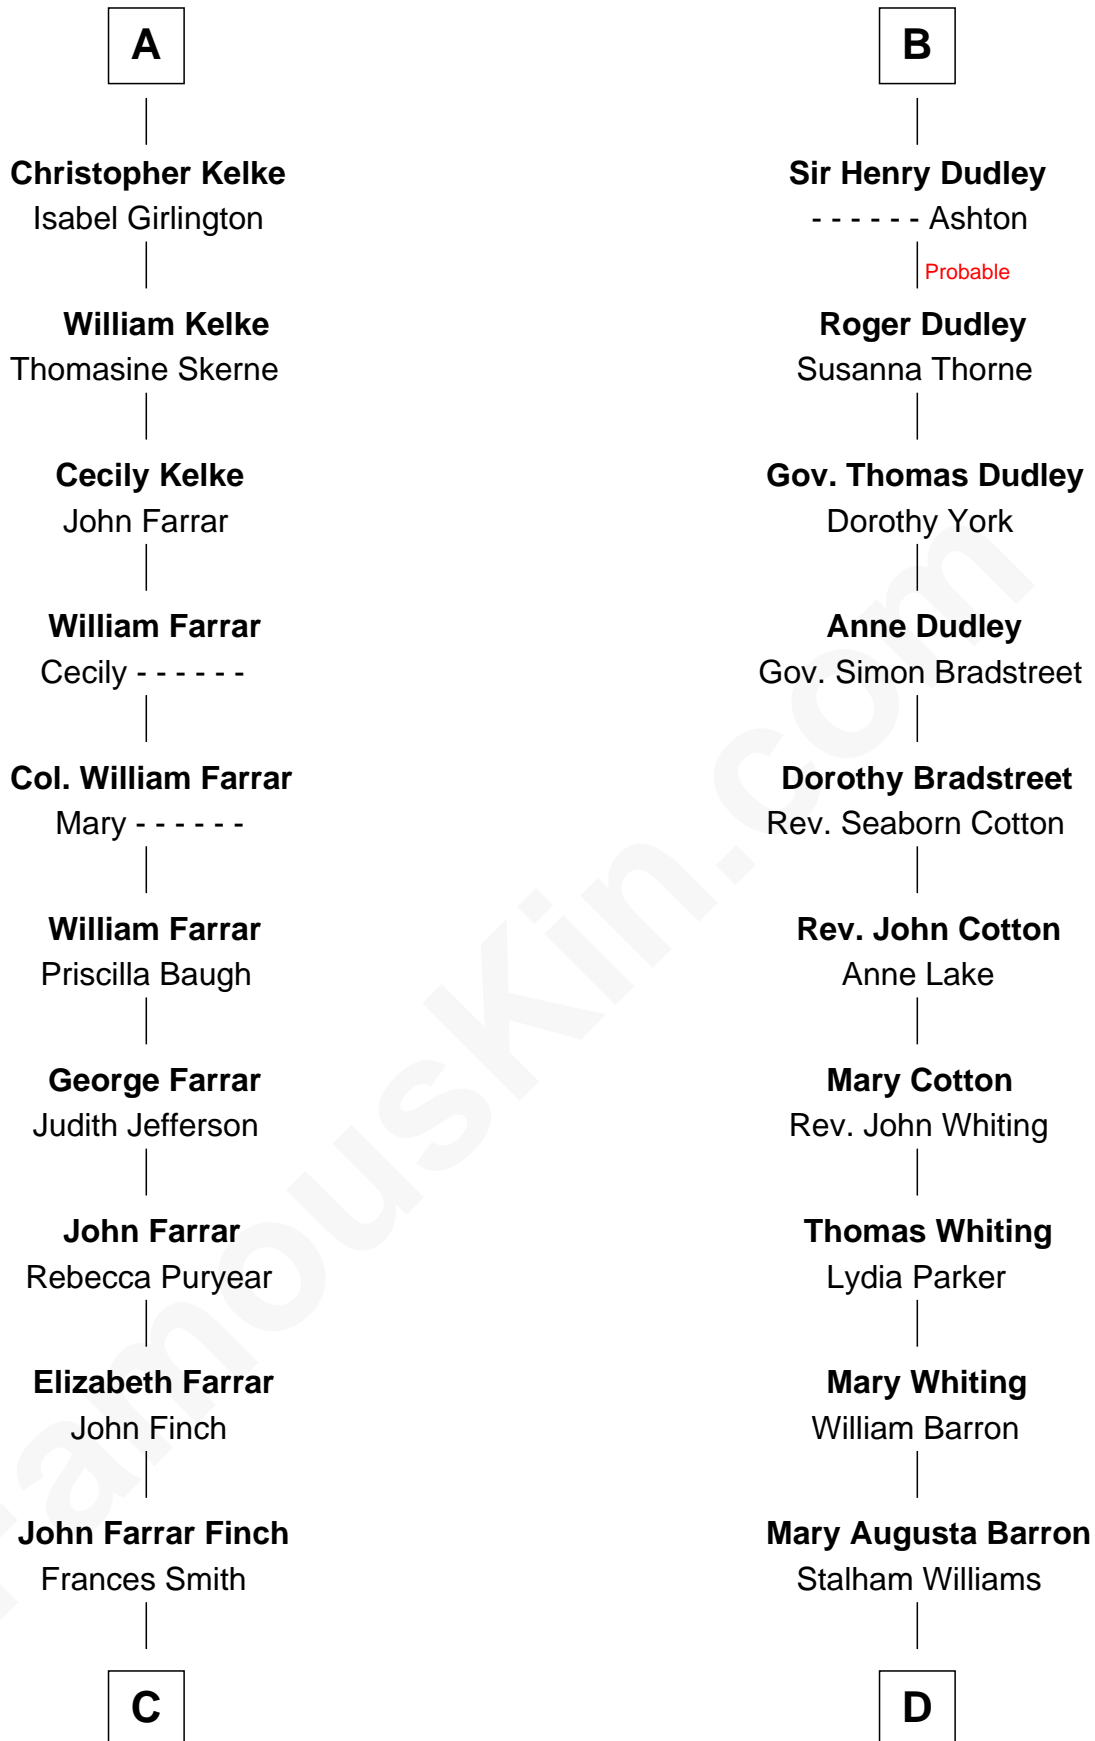 A
Christopher Kelke
Isabel Girlington
William Kelke
Thomasine Skerne
Cecily Kelke
John Farrar
William Farrar
Cecily - - - - - -
Col. William Farrar
Mary - - - - - -
William Farrar
Priscilla Baugh
George Farrar
Judith Jefferson
John Farrar
Rebecca Puryear
Elizabeth Farrar
John Finch
John Farrar Finch
Frances Smith
C
B
Sir Henry Dudley
- - - - - - Ashton
Probable
Roger Dudley
Susanna Thorne
Gov. Thomas Dudley
Dorothy York
Anne Dudley
Gov. Simon Bradstreet
Dorothy Bradstreet
Rev. Seaborn Cotton
Rev. John Cotton
Anne Lake
Mary Cotton
Rev. John Whiting
Thomas Whiting
Lydia Parker
Mary Whiting
William Barron
Mary Augusta Barron
Stalham Williams
D
FamousKin.com